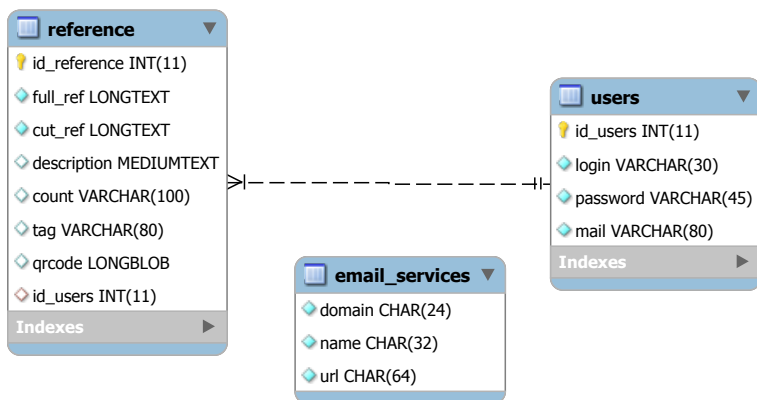 reference
id_reference INT(11)
full_ref LONGTEXT
cut_ref LONGTEXT
description MEDIUMTEXT
count VARCHAR(100)
tag VARCHAR(80)
qrcode LONGBLOB
id_users INT(11)
Indexes
users
id_users INT(11)
login VARCHAR(30)
password VARCHAR(45)
mail VARCHAR(80)
Indexes
email_services
domain CHAR(24)
name CHAR(32)
url CHAR(64)